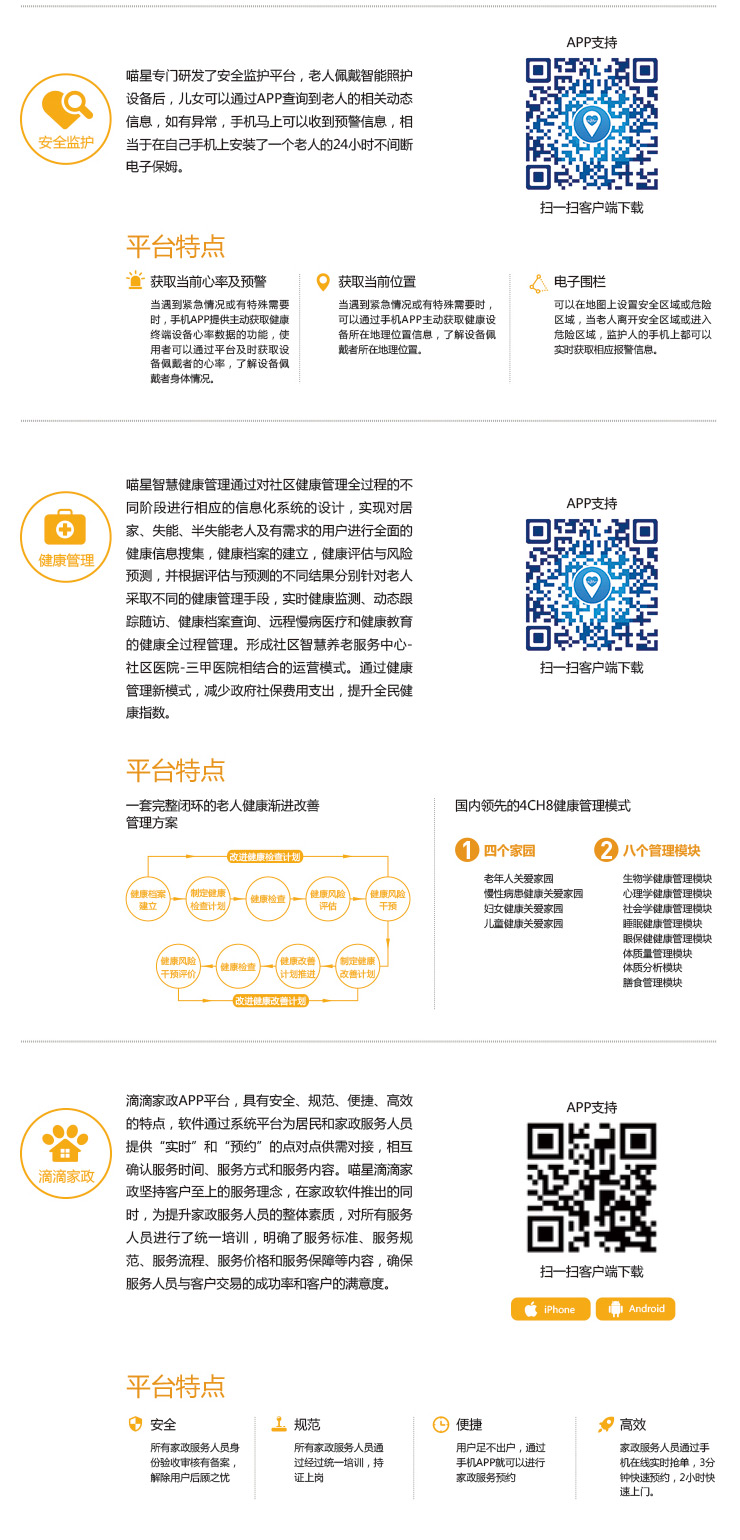 安全监护
喵星专门研发了安全监护平台，老人佩戴智能照护
设备后，儿女可以通过APP查询到老人的相关动态
信息，如有异常，手机马上可以收到预警信息，相
当于在自己手机上安装了一个老人的24小时不间断
电子保姆。
APP支持
扫一扫客户端下载
平台特点
获取当前心率及预警
当遇到紧急情况或有特殊需要
时，手机APP提供主动获取健康
终端设备心率数据的功能，使
用者可以通过平台及时获取设
备佩戴者的心率，了解设备佩
戴者身体情况。
获取当前位置
当遇到紧急情况或有特殊需要时，
可以通过手机APP主动获取健康设
备所在地理位置信息，了解设备佩
戴者所在地理位置。
电子围栏
可以在地图上设置安全区域或危险
区域，当老人离开安全区域或进入
危险区域，监护人的手机上都可以
实时获取相应报警信息。
健康管理
喵星智慧健康管理通过对社区健康管理全过程的不
同阶段进行相应的信息化系统的设计，实现对居
家、失能、半失能老人及有需求的用户进行全面的
健康信息搜集，健康档案的建立，健康评估与风险
预测，并根据评估与预测的不同结果分别针对老人
采取不同的健康管理手段，实时健康监测、动态跟
踪随访、健康档案查询、远程慢病医疗和健康教育
的健康全过程管理。形成社区智慧养老服务中心-
社区医院-三甲医院相结合的运营模式。通过健康
管理新模式，减少政府社保费用支出，提升全民健
康指数。
APP支持
扫一扫客户端下载
平台特点
一套完整闭环的老人健康渐进改善
管理方案
改进健康检查计划
健康档案
建立
制定健康
检查计划
健康检查
健康风险
评估
健康风险
干预
健康风险
干预评价
健康检查
健康改善
计划推进
制定健康
改善计划
改进健康改善计划
国内领先的4CH8健康管理模式
1 四个家园
老年人关爱家园
慢性病患健康关爱家园
妇女健康关爱家园
儿童健康关爱家园
2 八个管理模块
生物学健康管理模块
心理学健康管理模块
社会学健康管理模块
睡眠健康管理模块
眼保健健康管理模块
体质量管理模块
体质分析模块
膳食管理模块
滴滴家政
滴滴家政APP平台，具有安全、规范、便捷、高效
的特点，软件通过系统平台为居民和家政服务人员
提供“实时”和“预约”的点对点供需对接，相互
确认服务时间、服务方式和服务内容。喵星滴滴家
政坚持客户至上的服务理念，在家政软件推出的同
时，为提升家政服务人员的整体素质，对所有服务
人员进行了统一培训，明确了服务标准、服务规
范、服务流程、服务价格和服务保障等内容，确保
服务人员与客户交易的成功率和客户的满意度。
APP支持
扫一扫客户端下载
iPhone
Android
平台特点
安全
所有家政服务人员身
份验收审核有备案，
解除用户后顾之忧
规范
所有家政服务人员通
过经过统一培训，持
证上岗
便捷
用户足不出户，通过
手机APP就可以进行
家政服务预约
高效
家政服务人员通过手
机在线实时抢单，3分
钟快速预约，2小时快
速上门。